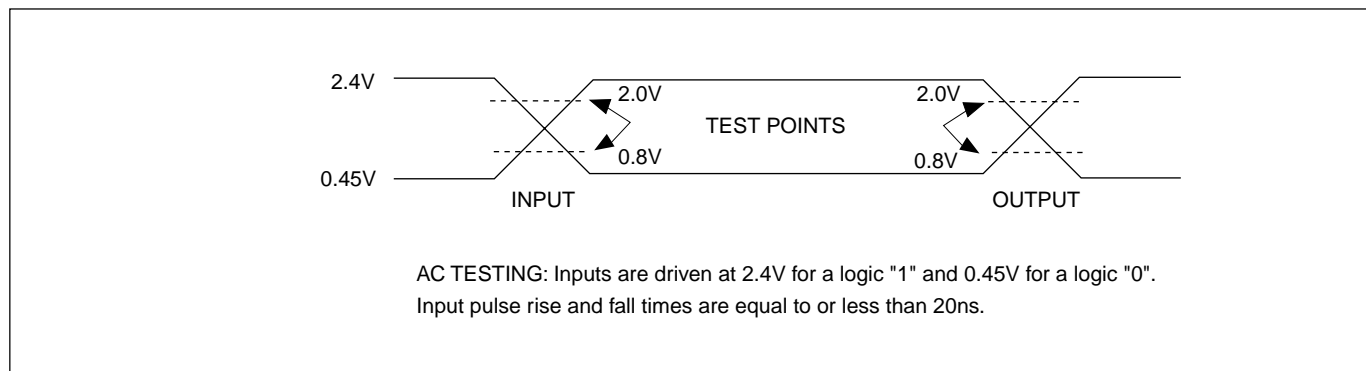 2.4V
2.0V
2.0V
TEST POINTS
0.8V
0.8V
0.45V
INPUT
OUTPUT
AC TESTING: Inputs are driven at 2.4V for a logic "1" and 0.45V for a logic "0".
Input pulse rise and fall times are equal to or less than 20ns.